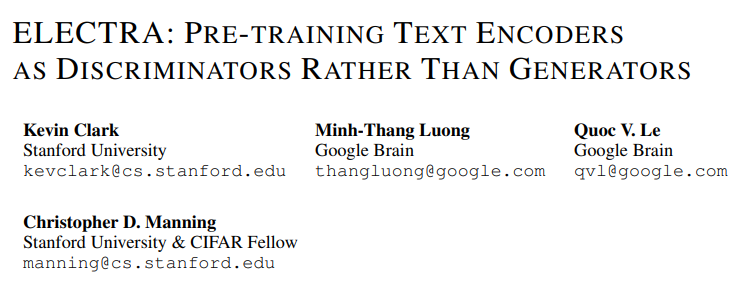 ELECTRA: PRE-TRAINING TEXT ENCODERS
AS DISCRIMINATORS RATHER THAN GENERATORS
Kevin Clark
Stanford University
kevclark@cs.stanford.edu
Minh-Thang Luong
Google Brain
thangluong@google.com
Quoc V. Le
Google Brain
qvl@google.com
Christopher D. Manning
Stanford University & CIFAR Fellow
manning@cs.stanford.edu